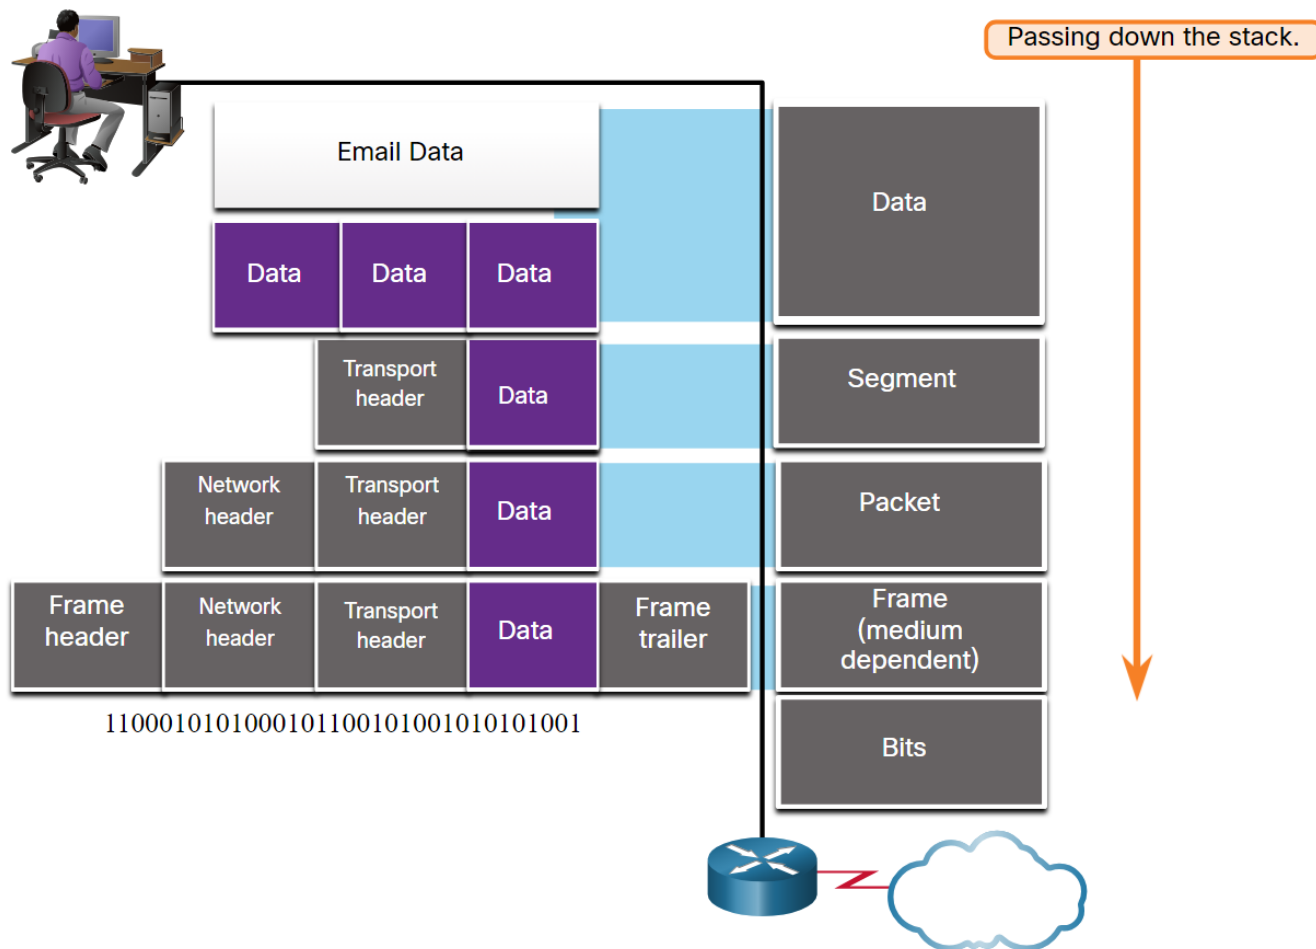 Passing down the stack.
Email Data
Data
Data
Data
Data
Transport
header
Data
Segment
Network
header
Transport
header
Data
Packet
Frame
header
Network
header
Transport
header
Data
Frame
trailer
Frame
(medium
dependent)
1100010101000101100101001010101001
Bits